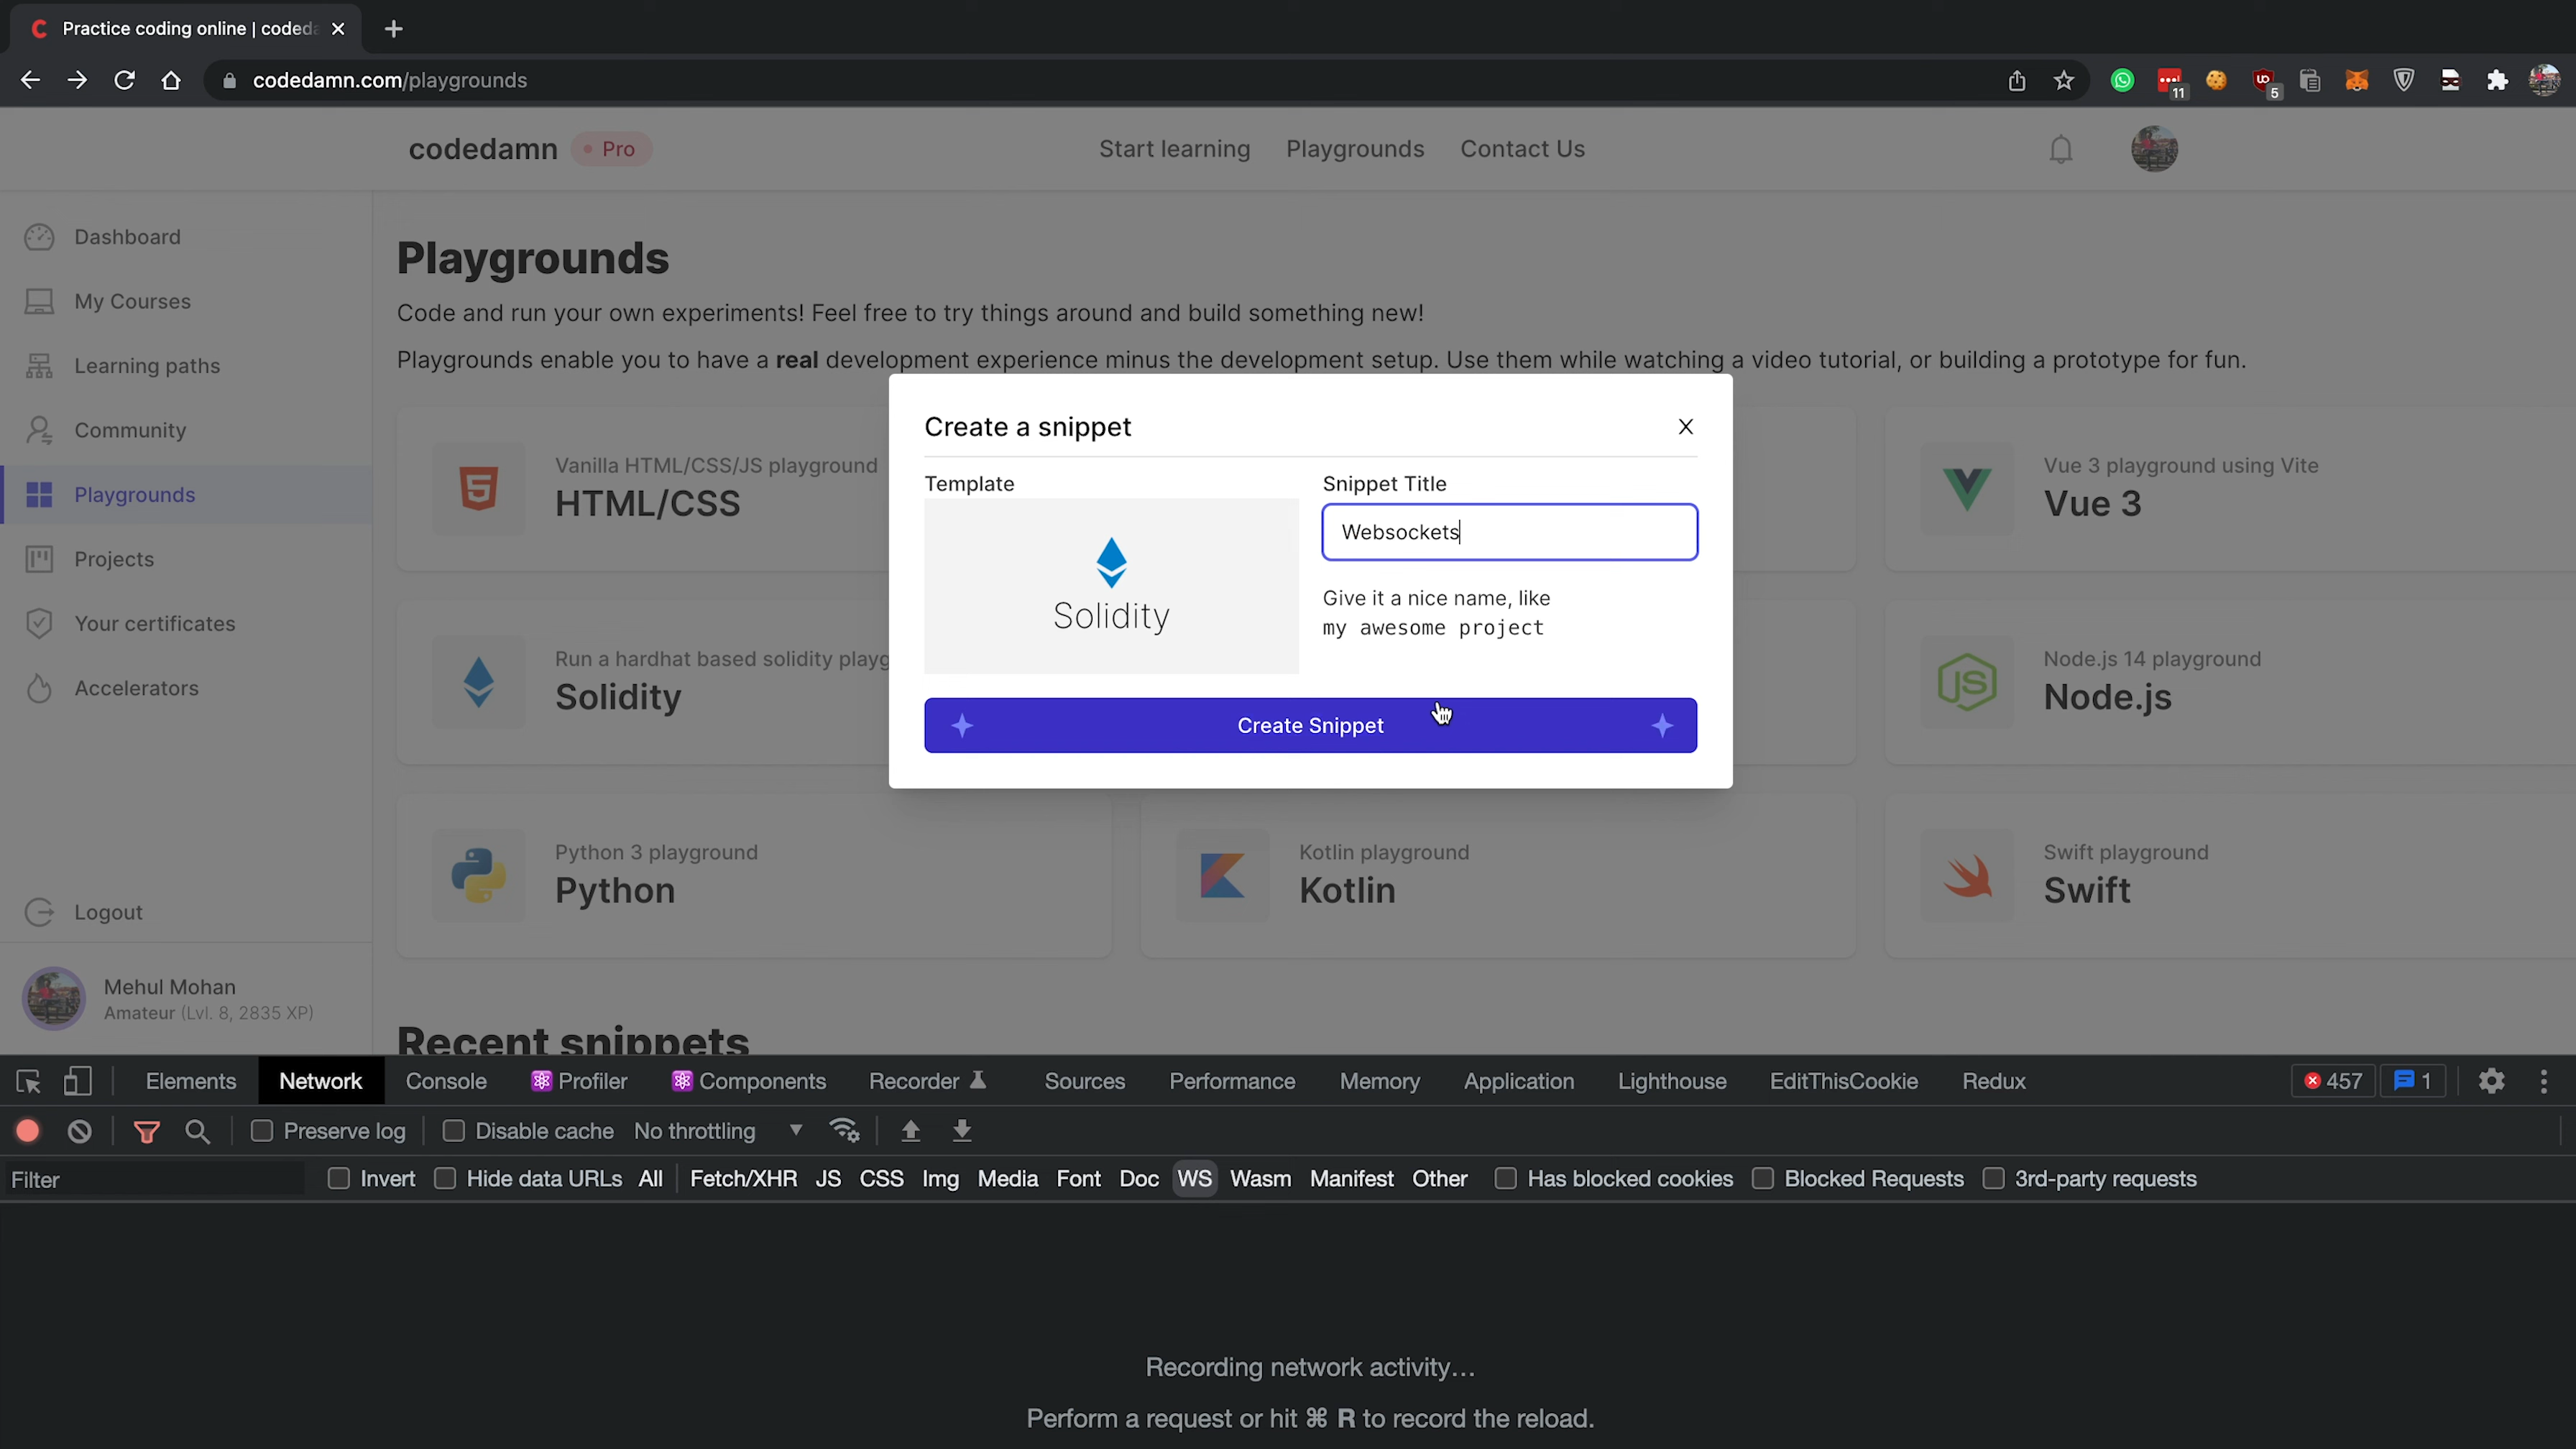 Practice coding online | coded
codedamn.com/playgrounds
11
5
codedamn
Pro
Start learning
Playgrounds
Contact Us
Dashboard
My Courses
Learning paths
Community
Playgrounds
Projects
Your certificates
Accelerators
Logout
Mehul Mohan
Amateur (Lvl. 8, 2835 XP)
Playgrounds
Code and run your own experiments! Feel free to try things around and build something new!
Playgrounds enable you to have a real development experience minus the development setup. Use them while watching a video tutorial, or building a prototype for fun.
Vanilla HTML/CSS/JS playground
HTML/CSS
Vue 3 playground using Vite
Vue 3
Create a snippet
Template
Solidity
Snippet Title
Websockets
Give it a nice name, like
my awesome project
Create Snippet
Run a hardhat based solidity playg
Solidity
Node.js 14 playground
Node.js
Python 3 playground
Python
Kotlin playground
Kotlin
Swift playground
Swift
Recent snippets
Elements
Network
Console
Profiler
Components
Recorder
Sources
Performance
Memory
Application
Lighthouse
EditThisCookie
Redux
457
1
Preserve log
Disable cache
No throttling
Filter
Invert
Hide data URLs
All
Fetch/XHR
JS
CSS
Img
Media
Font
Doc
WS
Wasm
Manifest
Other
Has blocked cookies
Blocked Requests
3rd-party requests
Recording network activity…
Perform a request or hit ⌘ R to record the reload.